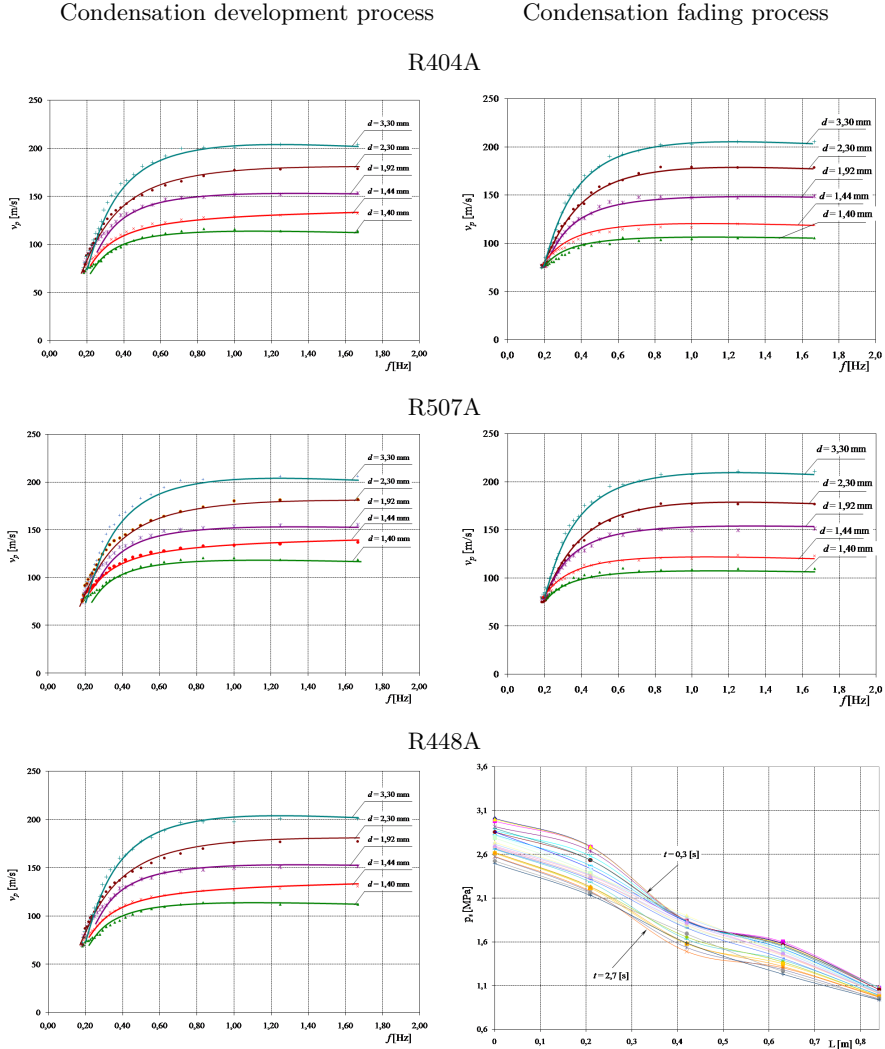 Condensation development process Condensation fading process
R404A
250
200
150
100
50
0
0,00 0,20 0,40 0,60 0,80 1,00 1,20 1,40 1,60 1,80 2,00
v_p [m/s]
f[Hz]
d = 3,30 mm
d = 2,30 mm
d = 1,92 mm
d = 1,44 mm
d = 1,40 mm
250
200
150
100
50
0
0,0 0,2 0,4 0,6 0,8 1,0 1,2 1,4 1,6 1,8 2,0
v_p [m/s]
f[Hz]
d = 3,30 mm
d = 2,30 mm
d = 1,92 mm
d = 1,44 mm
d = 1,40 mm
R507A
250
200
150
100
50
0
0,00 0,20 0,40 0,60 0,80 1,00 1,20 1,40 1,60 1,80 2,00
v_p [m/s]
f[Hz]
d = 3,30 mm
d = 2,30 mm
d = 1,92 mm
d = 1,44 mm
d = 1,40 mm
250
200
150
100
50
0
0,0 0,2 0,4 0,6 0,8 1,0 1,2 1,4 1,6 1,8 2,0
v_p [m/s]
f[Hz]
d = 3,30 mm
d = 2,30 mm
d = 1,92 mm
d = 1,44 mm
d = 1,40 mm
R448A
250
200
150
100
50
0
0,00 0,20 0,40 0,60 0,80 1,00 1,20 1,40 1,60 1,80 2,00
v_p [m/s]
f[Hz]
d = 3,30 mm
d = 2,30 mm
d = 1,92 mm
d = 1,44 mm
d = 1,40 mm
3,6
3,1
2,6
2,1
1,6
1,1
0,6
0 0,1 0,2 0,3 0,4 0,5 0,6 0,7 0,8
[MPa]
L [m]
t = 0,3 [s]
t = 2,7 [s]